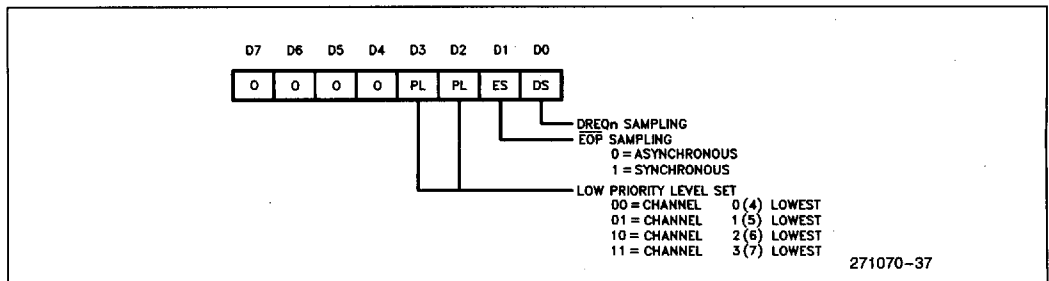 D7 D6 D5 D4 D3 D2 D1 D0
0 0 0 0 PL PL ES DS
DREQn SAMPLING
EOP SAMPLING
0 = ASYNCHRONOUS
1 = SYNCHRONOUS
LOW PRIORITY LEVEL SET
00 = CHANNEL 0(4) LOWEST
01 = CHANNEL 1(5) LOWEST
10 = CHANNEL 2(6) LOWEST
11 = CHANNEL 3(7) LOWEST
271070-37